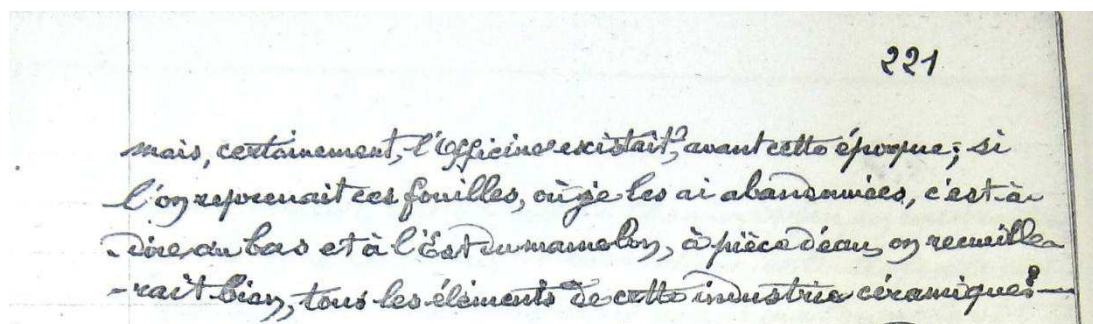 221
mais, certainement, l'Officine existait, avant cette époque; si
l'on reprenait ces fouilles, où je les ai abandonnées, c'est-à-
dire au bas et à l'Est du mamelon, à pièce d'eau, on recueille
-rait bien, tous les éléments de cette industrie céramique:—